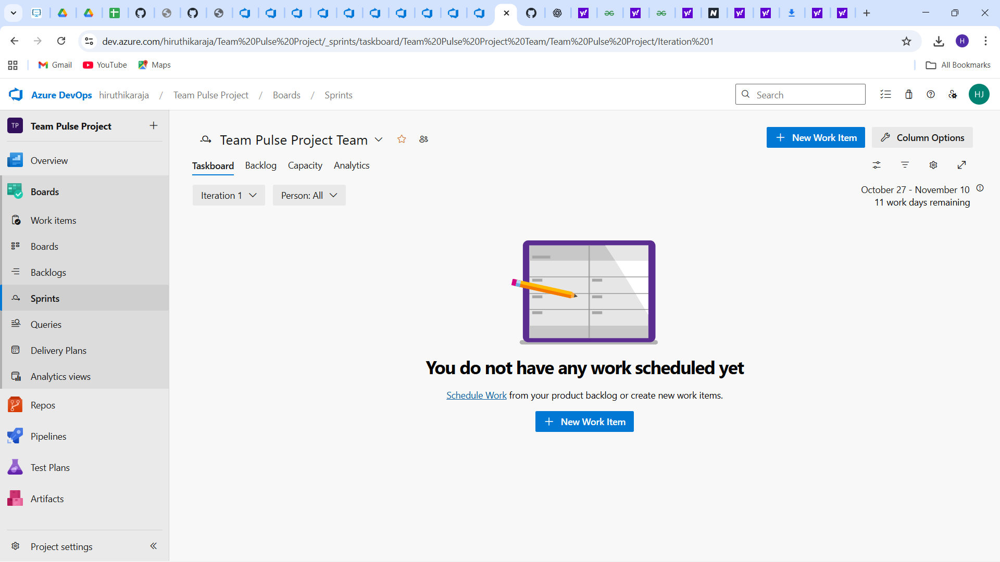 dev.azure.com/hiruthikaraja/Team%20Pulse%20Project/_sprints/taskboard/Team%20Pulse%20Project%20Team/Team%20Pulse%20Project/Iteration%201
H
Gmail
YouTube
Maps
All Bookmarks
Azure DevOps hiruthikaraja / Team Pulse Project / Boards / Sprints
Search
HJ
TP Team Pulse Project
Overview
Boards
Work items
Boards
Backlogs
Sprints
Queries
Delivery Plans
Analytics views
Repos
Pipelines
Test Plans
Artifacts
Project settings
Team Pulse Project Team
New Work Item
Column Options
Taskboard Backlog Capacity Analytics
Iteration 1
Person: All
October 27 - November 10
11 work days remaining
You do not have any work scheduled yet
Schedule Work from your product backlog or create new work items.
New Work Item